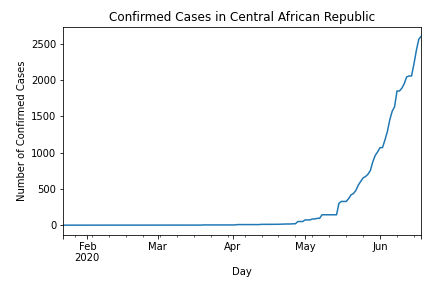 Confirmed Cases in Central African Republic
Number of Confirmed Cases
2500
2000
1500
1000
500
0
Feb
2020
Mar
Apr
May
Jun
Day